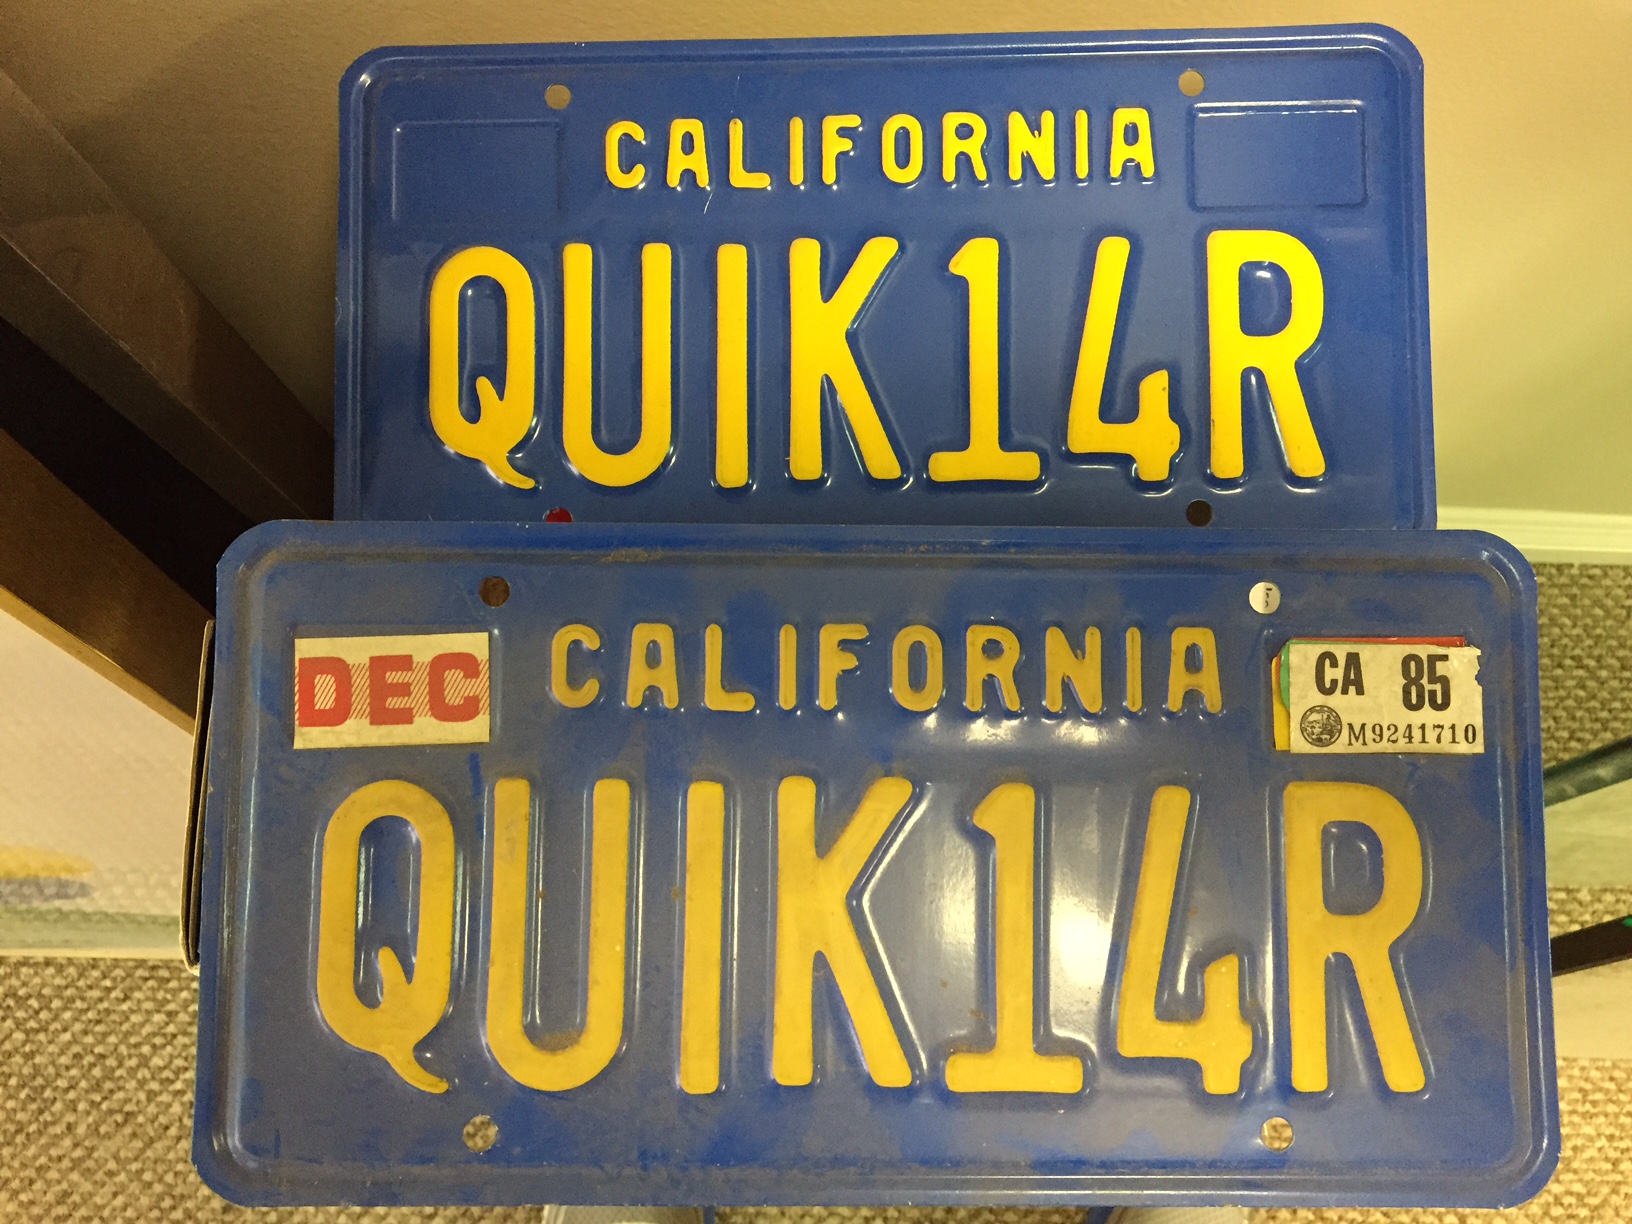 CALIFORNIA
QUIK14R
DEC CALIFORNIA CA 85
M9241710
QUIK14R